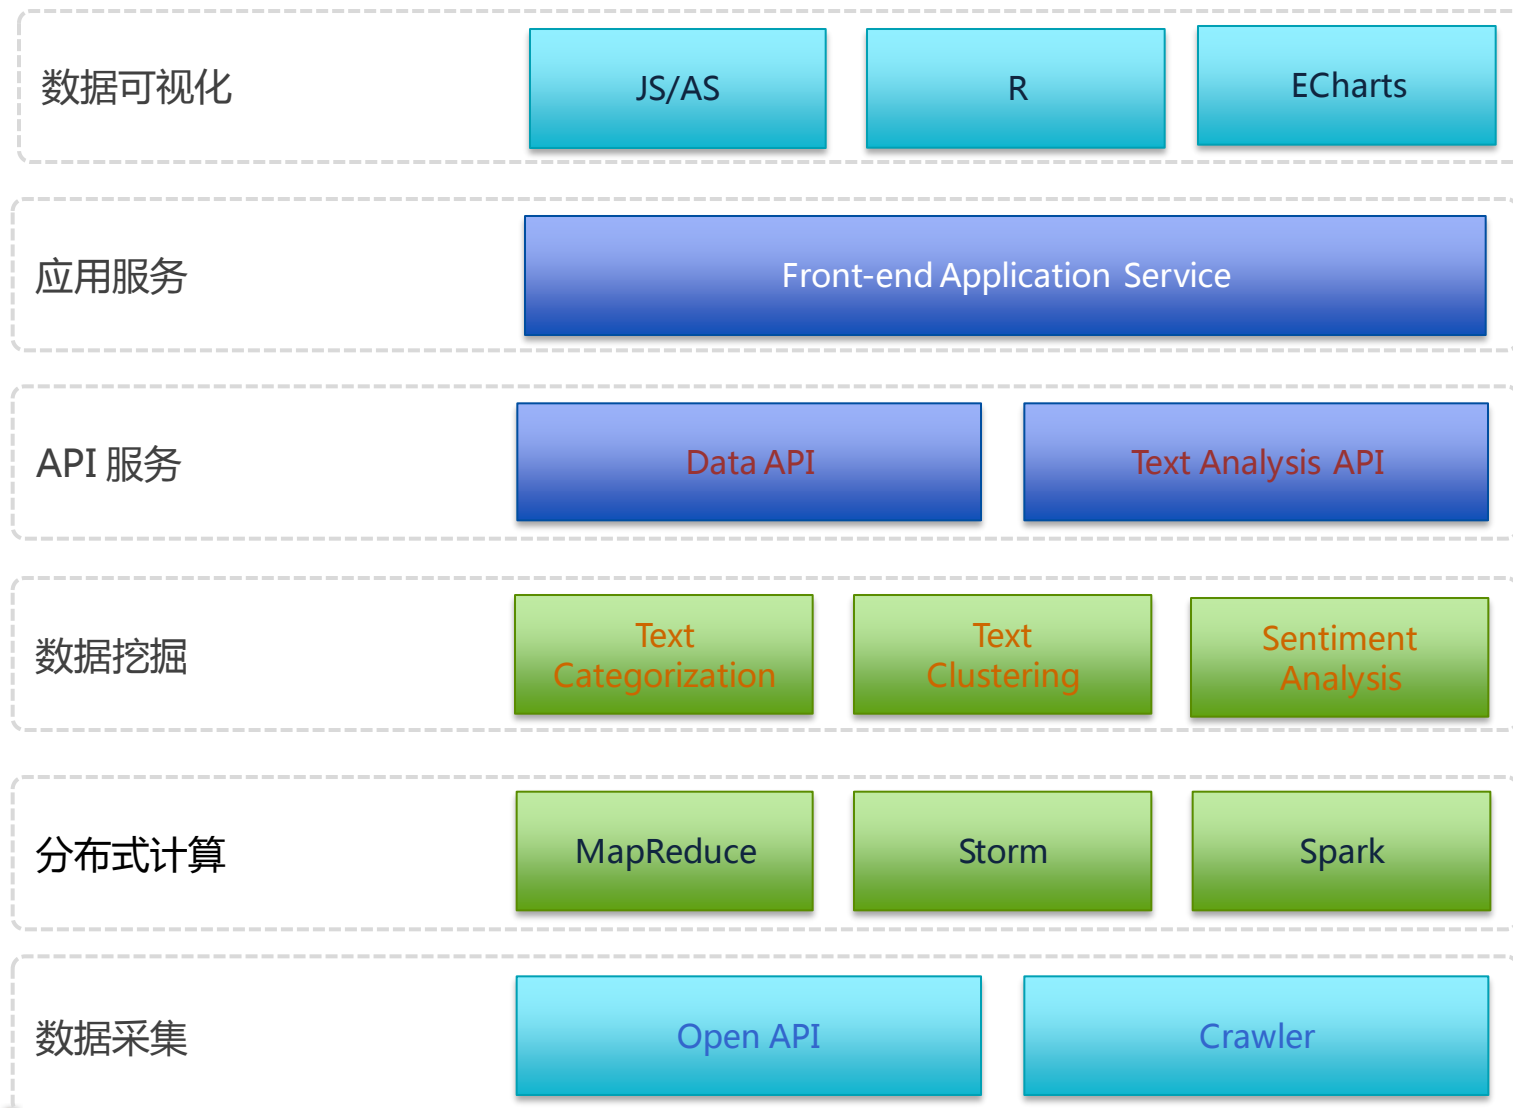 数据可视化
JS/AS
R
ECharts
应用服务
Front-end Application Service
API 服务
Data API
Text Analysis API
数据挖掘
Text
Categorization
Text
Clustering
Sentiment
Analysis
分布式计算
MapReduce
Storm
Spark
数据采集
Open API
Crawler